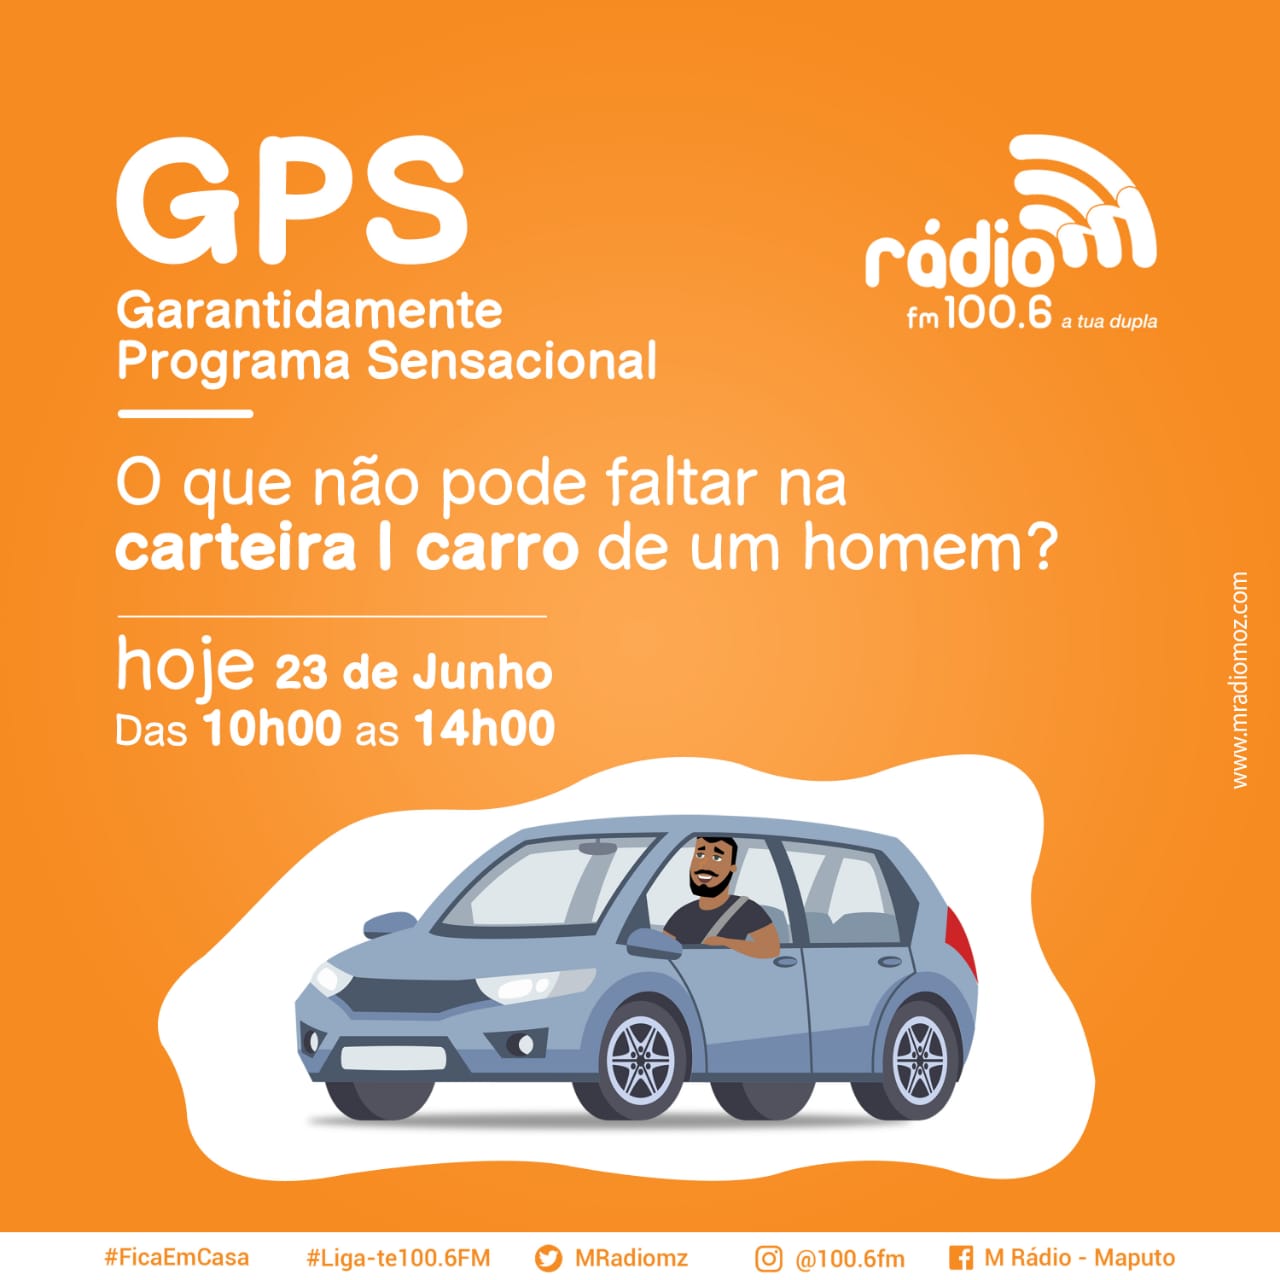 GPS
Garantidamente
Programa Sensacional
rádio M
fm 100.6 a tua dupla
O que não pode faltar na
carteira | carro de um homem?
hoje 23 de Junho
Das 10h00 as 14h00
www.mradiomoz.com
#FicaEmCasa
#Liga-te100.6FM
MRadiomz
@100.6fm
M Rádio - Maputo